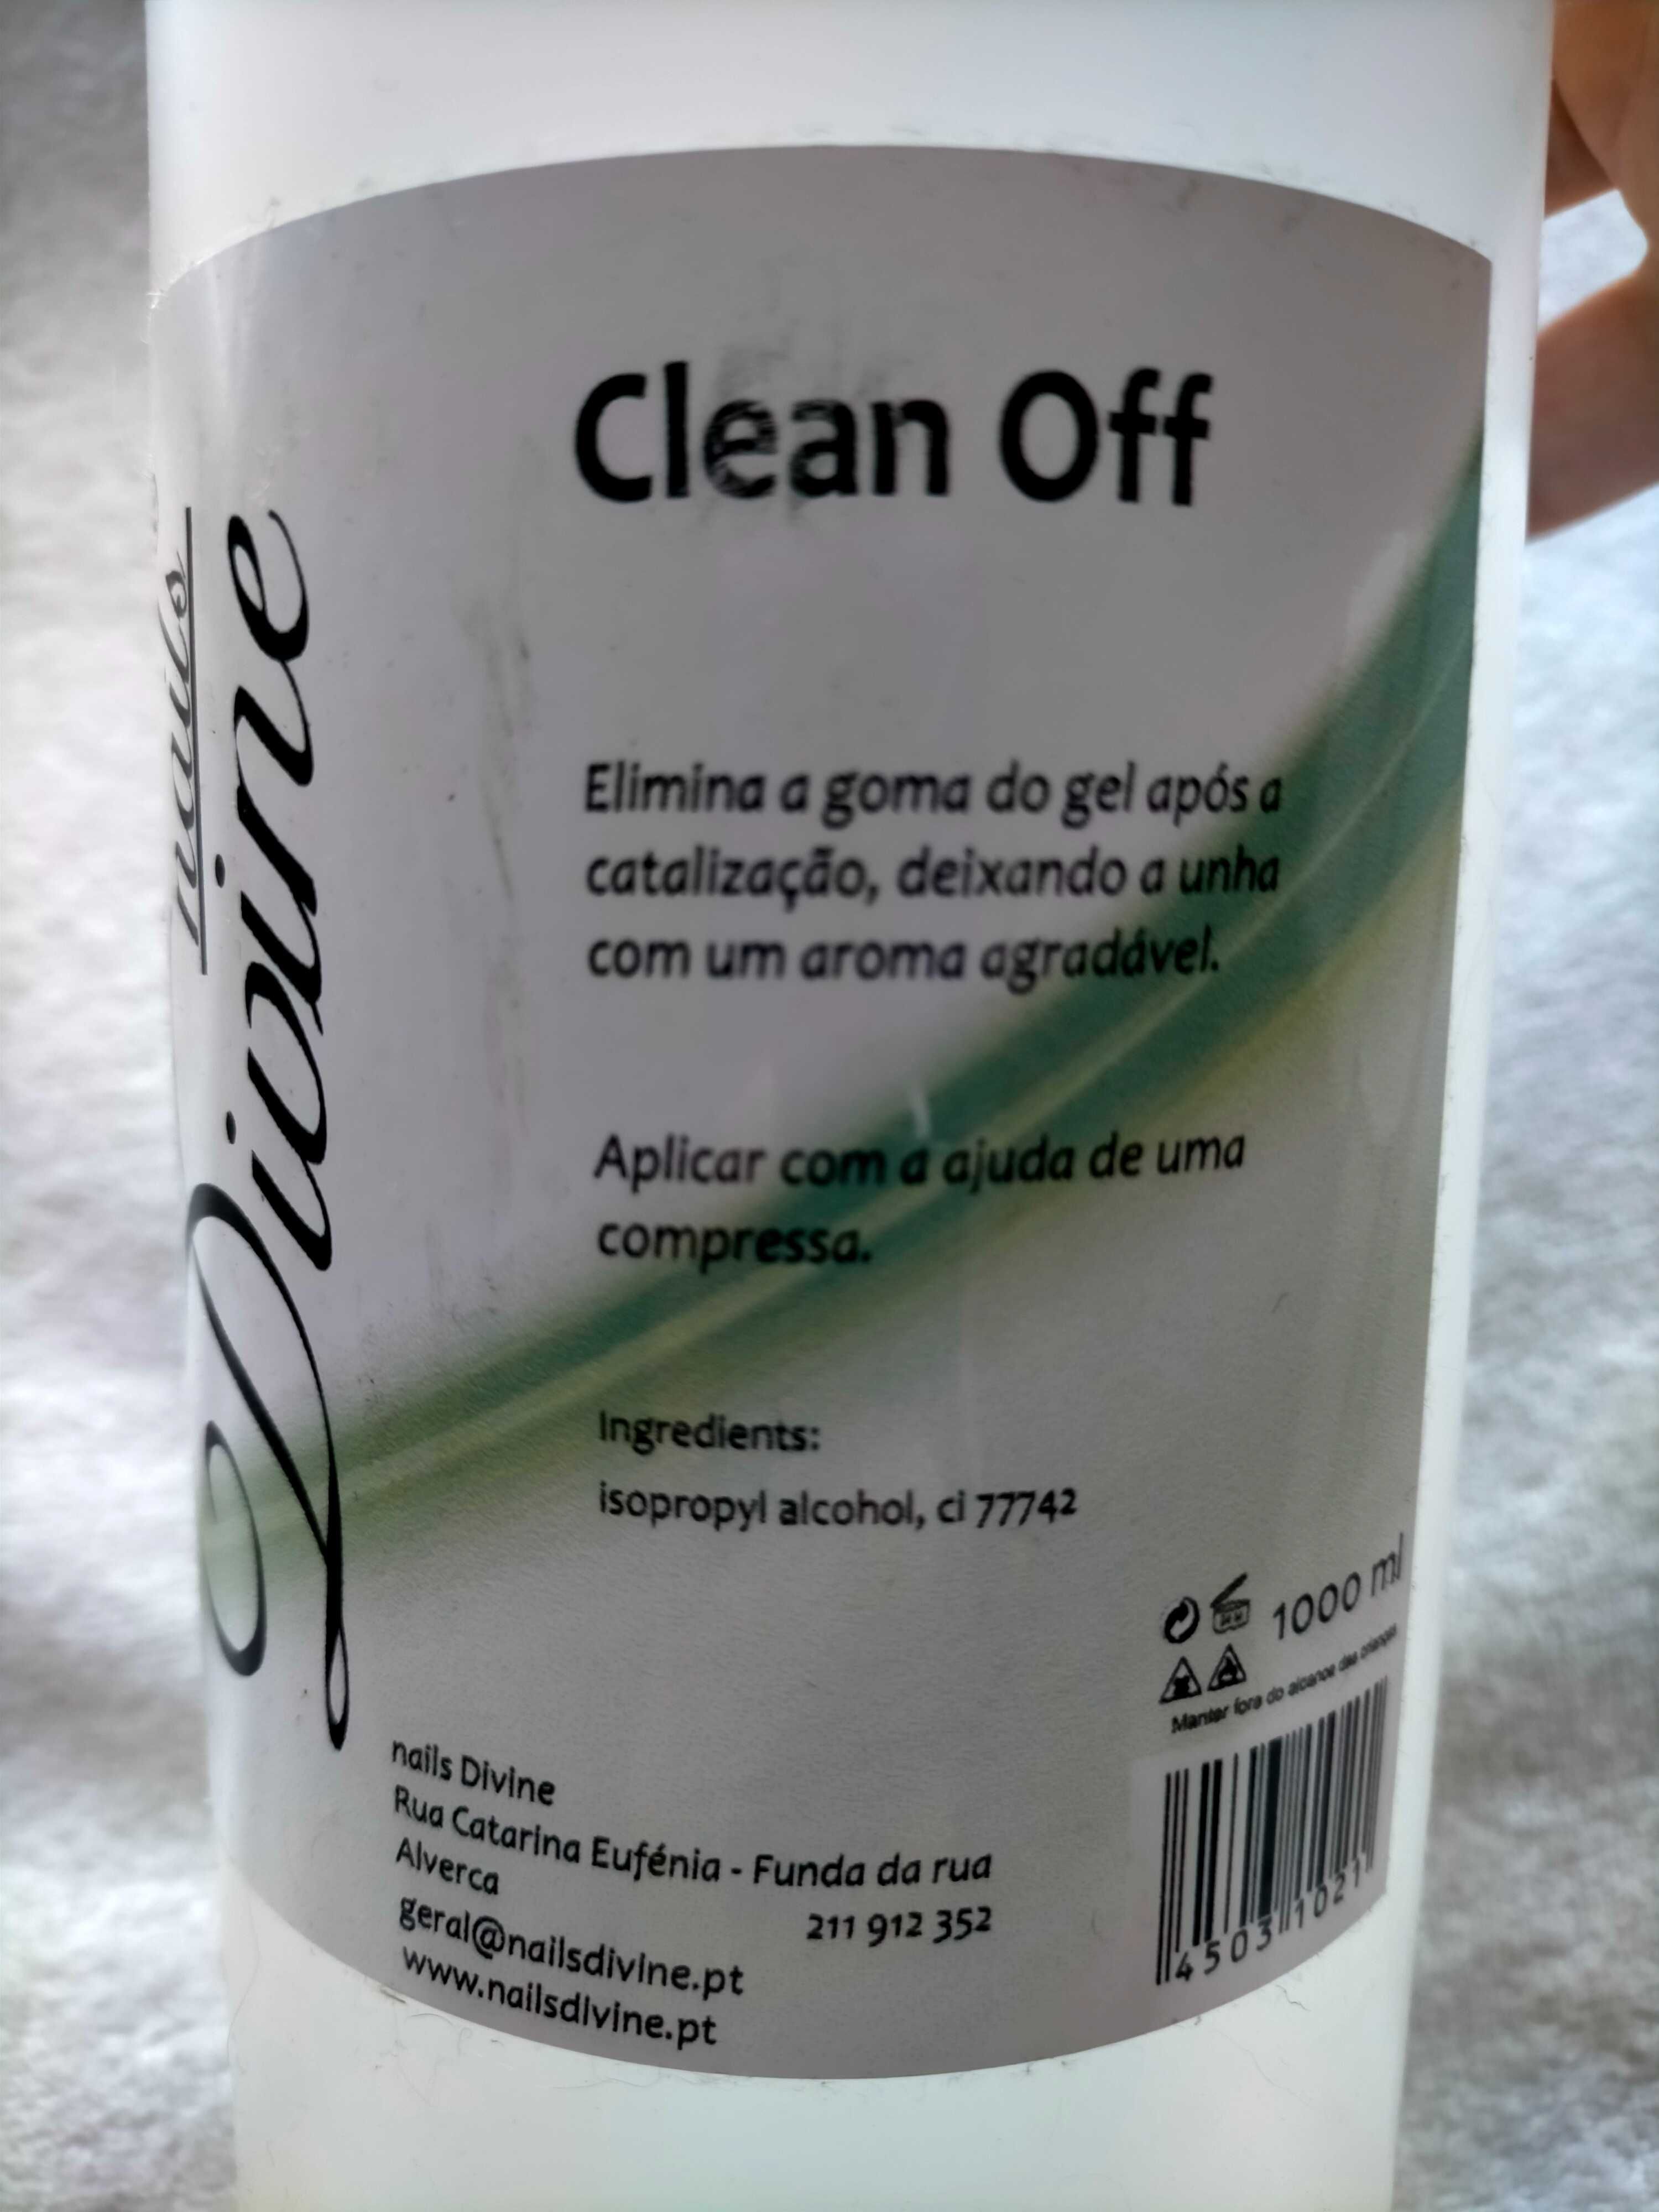 nails
Divine
Clean Off
Elimina a goma do gel após a
catalização, deixando a unha
com um aroma agradável.
Aplicar com a ajuda de uma
compressa.
Ingredients:
isopropyl alcohol, ci 77742
1000 ml
Manter fora do alcance das crianças
nails Divine
Rua Catarina Eufénia - Funda da rua
Alverca
211 912 352
geral@nailsdivine.pt
www.nailsdivine.pt
4503 1021